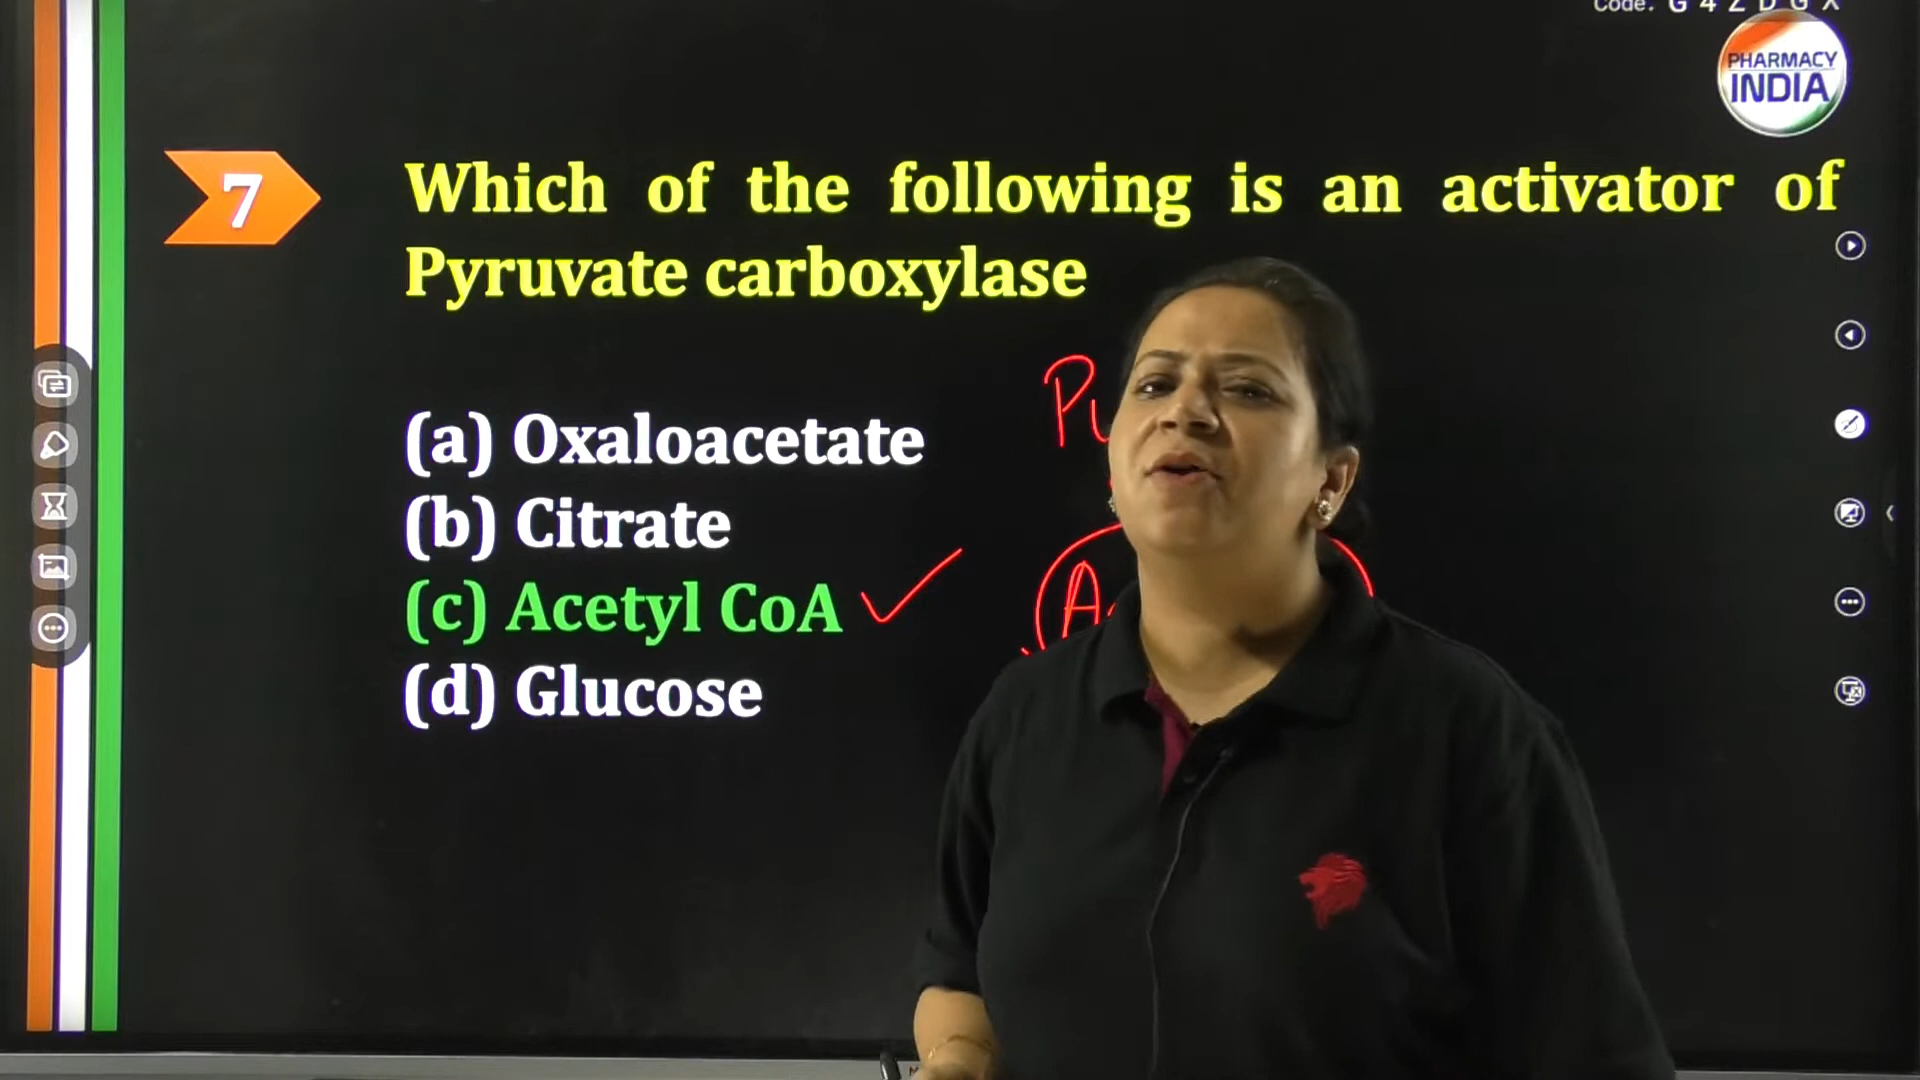 Code: G 4 Z D G X
PHARMACY
INDIA
7
Which of the following is an activator of
Pyruvate carboxylase
(a) Oxaloacetate
(b) Citrate
(c) Acetyl CoA
(d) Glucose